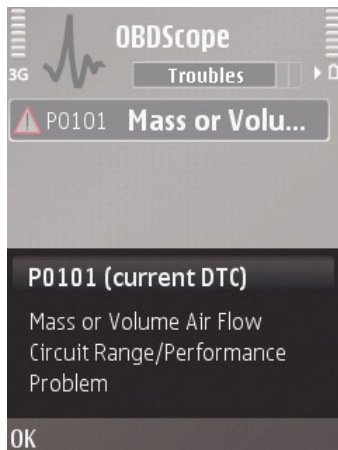 OBDScope
3G
Troubles
P0101 Mass or Volu...
P0101 (current DTC)
Mass or Volume Air Flow
Circuit Range/Performance
Problem
OK